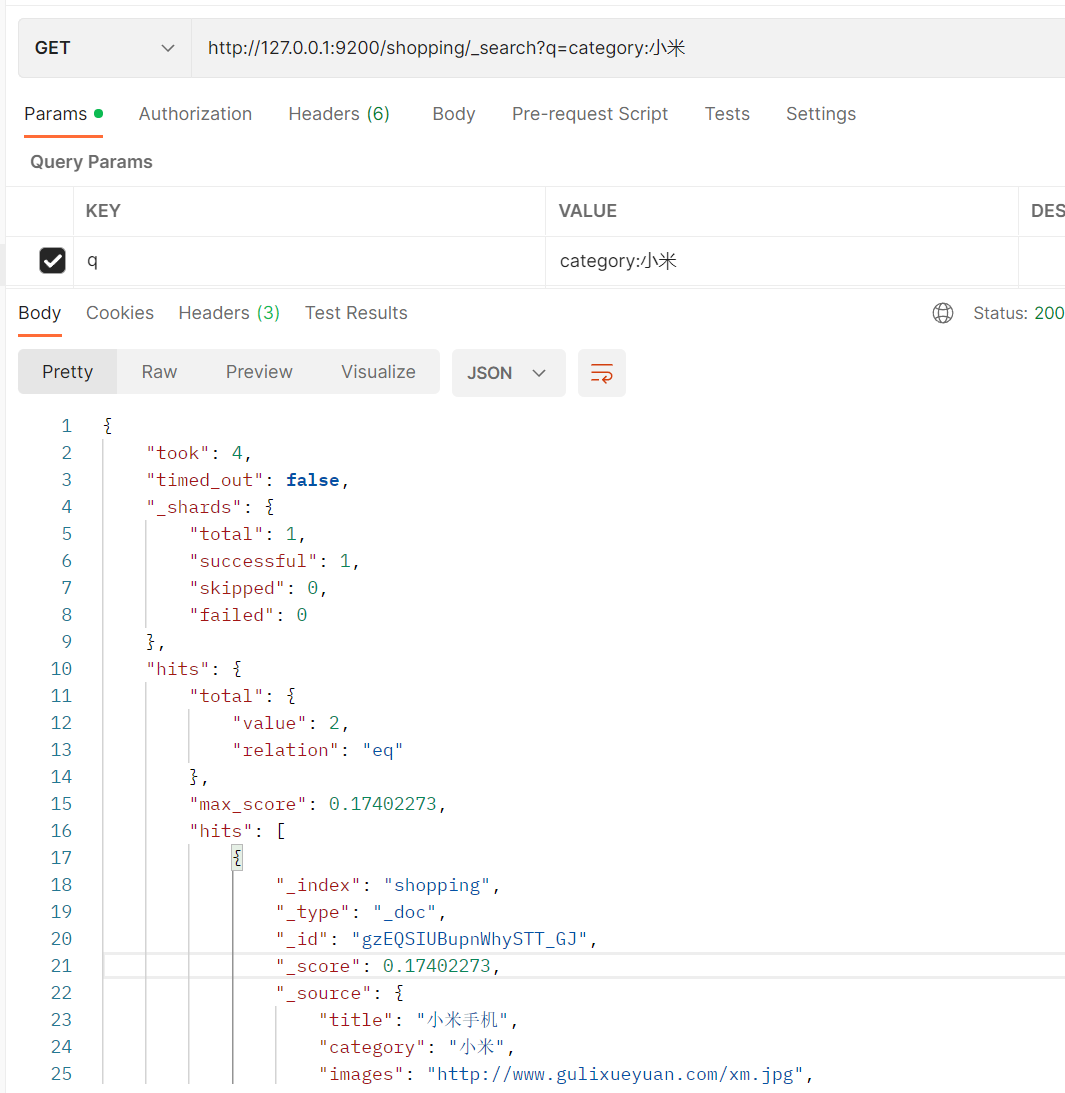 GET http://127.0.0.1:9200/shopping/_search?q=category:小米
Params Authorization Headers (6) Body Pre-request Script Tests Settings
Query Params
KEY VALUE DES
q category:小米
Body Cookies Headers (3) Test Results Status: 200
Pretty Raw Preview Visualize JSON
1 {
2 "took": 4,
3 "timed_out": false,
4 "_shards": {
5 "total": 1,
6 "successful": 1,
7 "skipped": 0,
8 "failed": 0
9 },
10 "hits": {
11 "total": {
12 "value": 2,
13 "relation": "eq"
14 },
15 "max_score": 0.17402273,
16 "hits": [
17 {
18 "_index": "shopping",
19 "_type": "_doc",
20 "_id": "gzEQSIUBupnWhySTT_GJ",
21 "_score": 0.17402273,
22 "_source": {
23 "title": "小米手机",
24 "category": "小米",
25 "images": "http://www.gulixueyuan.com/xm.jpg",